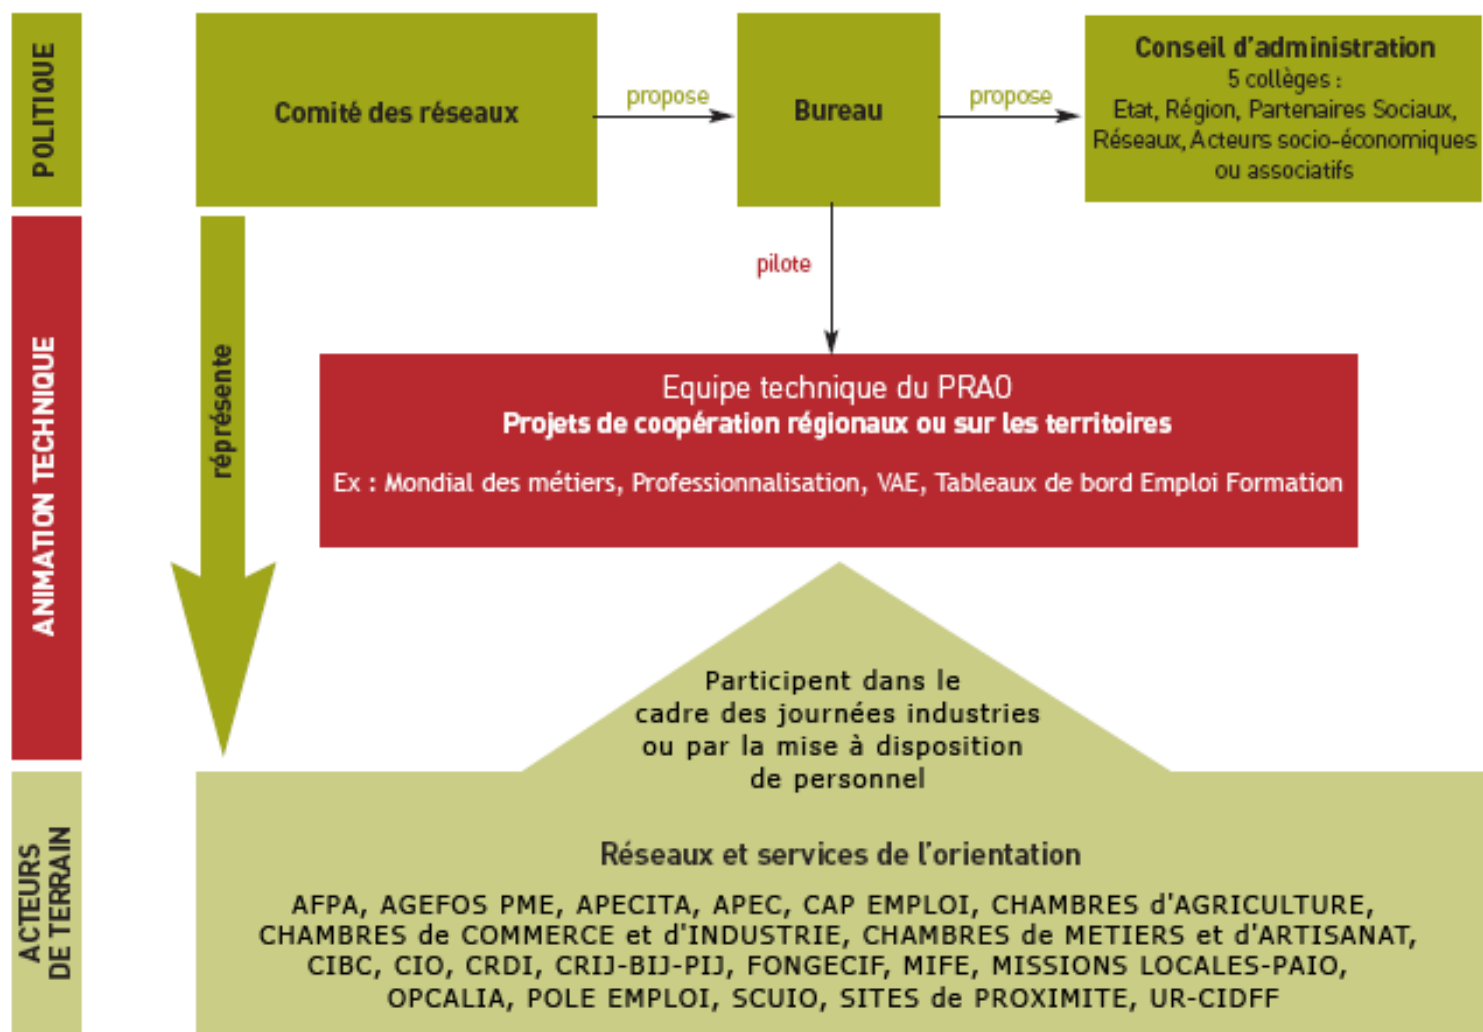 POLITIQUE
Comité des réseaux
propose
Bureau
propose
Conseil d'administration
5 collèges :
Etat, Région, Partenaires Sociaux,
Réseaux, Acteurs socio-économiques
ou associatifs
ANIMATION TECHNIQUE
réprésente
pilote
Equipe technique du PRAO
Projets de coopération régionaux ou sur les territoires
Ex : Mondial des métiers, Professionnalisation, VAE, Tableaux de bord Emploi Formation
Participent dans le
cadre des journées industries
ou par la mise à disposition
de personnel
ACTEURS
DE TERRAIN
Réseaux et services de l'orientation
AFPA, AGEFOS PME, APECITA, APEC, CAP EMPLOI, CHAMBRES d'AGRICULTURE,
CHAMBRES de COMMERCE et d'INDUSTRIE, CHAMBRES de METIERS et d'ARTISANAT,
CIBC, CIO, CRDI, CRIJ-BIJ-PIJ, FONGECIF, MIFE, MISSIONS LOCALES-PAIO,
OPCALIA, POLE EMPLOI, SCUIO, SITES de PROXIMITE, UR-CIDFF